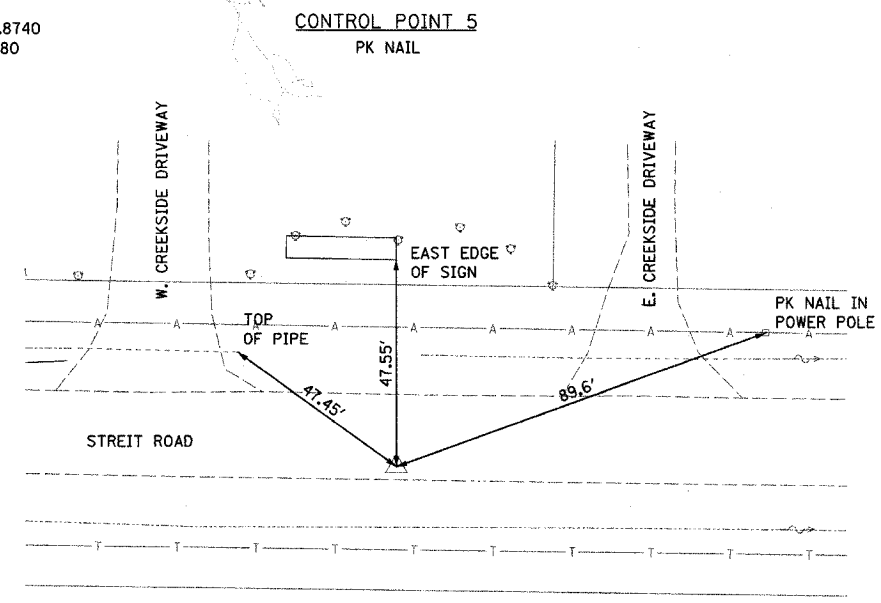 .8740
80
CONTROL POINT 5
PK NAIL
W. CREEKSIDE DRIVEWAY
E. CREEKSIDE DRIVEWAY
EAST EDGE
OF SIGN
PK NAIL IN
POWER POLE
TOP
OF PIPE
A A A A A A A A A A
47.55'
47.45'
89.6'
STREIT ROAD
T T T T T T T T T T